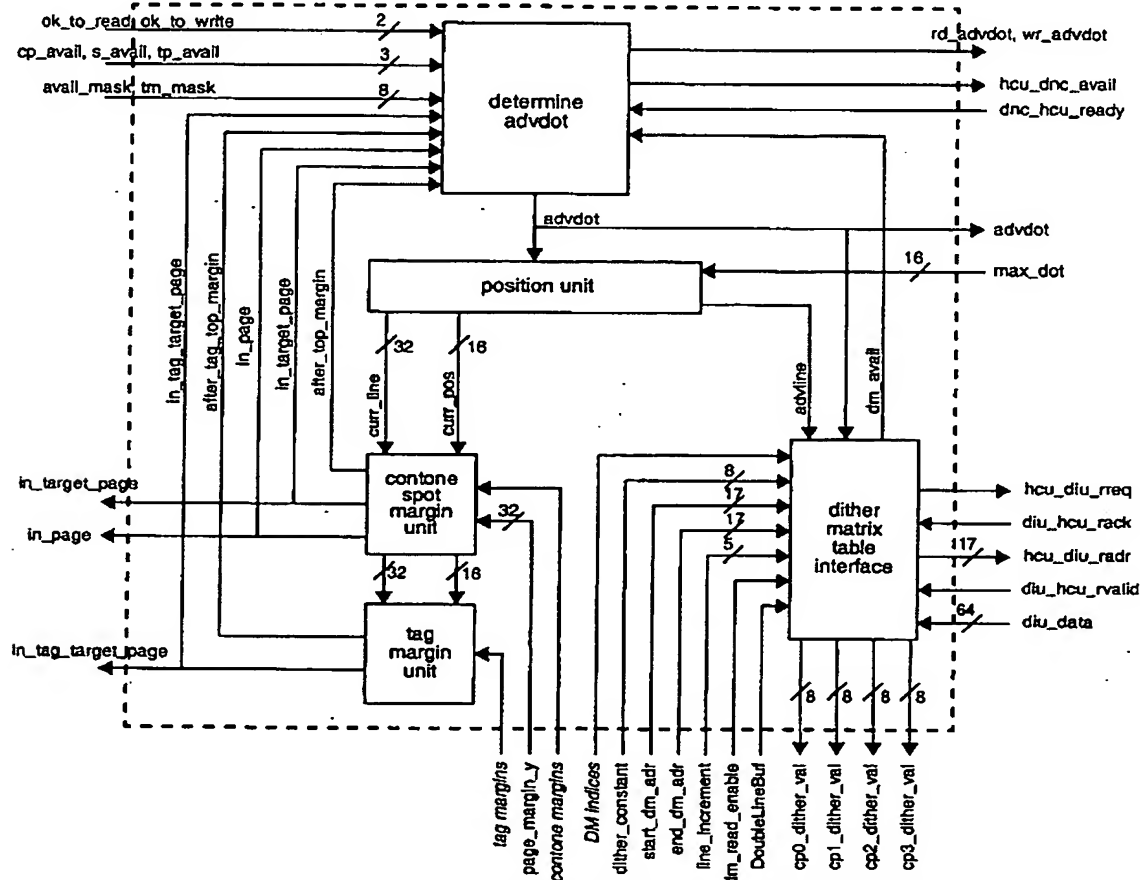 ok_to_read, ok_to_write
2
cp_avail, s_avail, tp_avail
3
avail_mask, tm_mask
8
determine
advdot
rd_advdot, wr_advdot
hcu_dnc_avail
dnc_hcu_ready
advdot
advdot
position unit
16
max_dot
in_tag_target_page
after_tag_top_margin
in_page
in_target_page
after_top_margin
32
16
curr_line
curr_pos
advline
dm_avail
in_target_page
in_page
contone
spot
margin
unit
32
32
16
in_tag_target_page
tag
margin
unit
8
17
17
5
dither
matrix
table
interface
hcu_diu_rreq
diu_hcu_rack
17
hcu_diu_radr
diu_hcu_rvalid
64
diu_data
8
8
8
8
tag margins
page_margin_y
contone margins
DM indices
dither_constant
start_dm_adr
end_dm_adr
line_increment
dm_read_enable
DoubleLineBuf
cp0_dither_val
cp1_dither_val
cp2_dither_val
cp3_dither_val